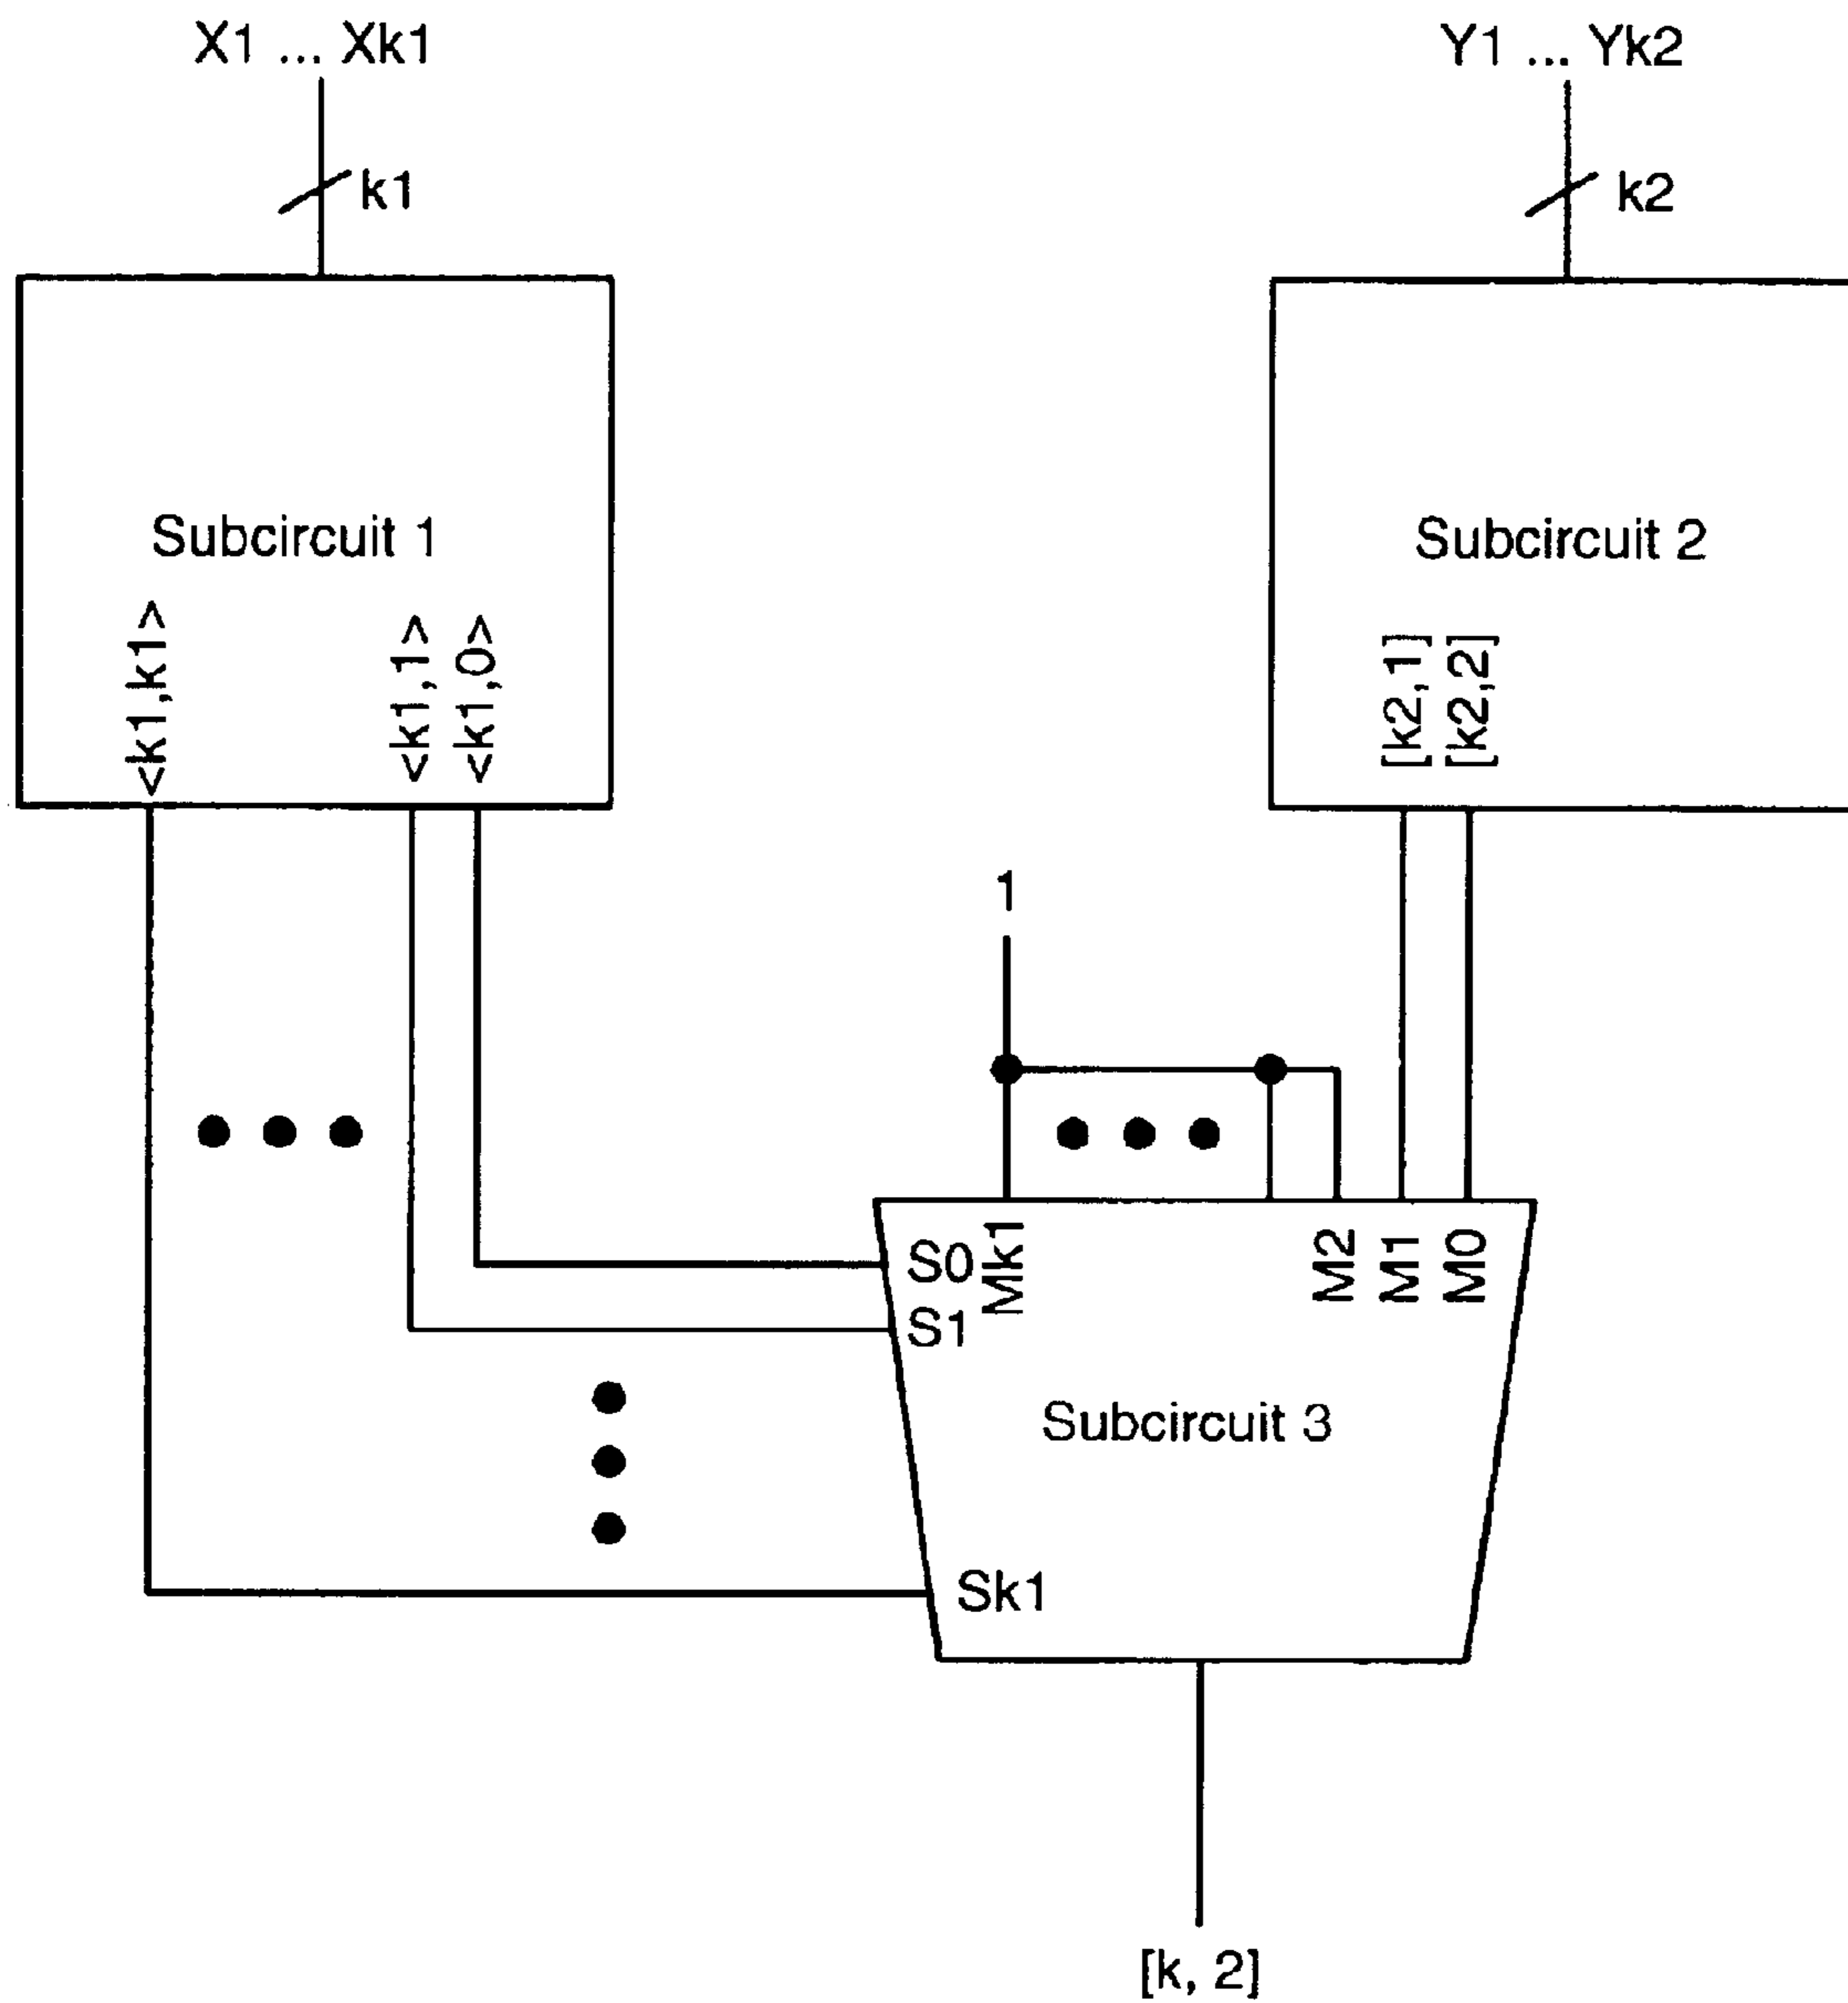 X1 ... Xk1
Y1 ... Yk2
k1
k2
Subcircuit 1
Subcircuit 2
<k1,k1>
<k1,1>
<k1,0>
[k2,1]
[k2,2]
1
S0
Mk1
M2
M1
M0
S1
Subcircuit 3
Sk1
[k, 2]